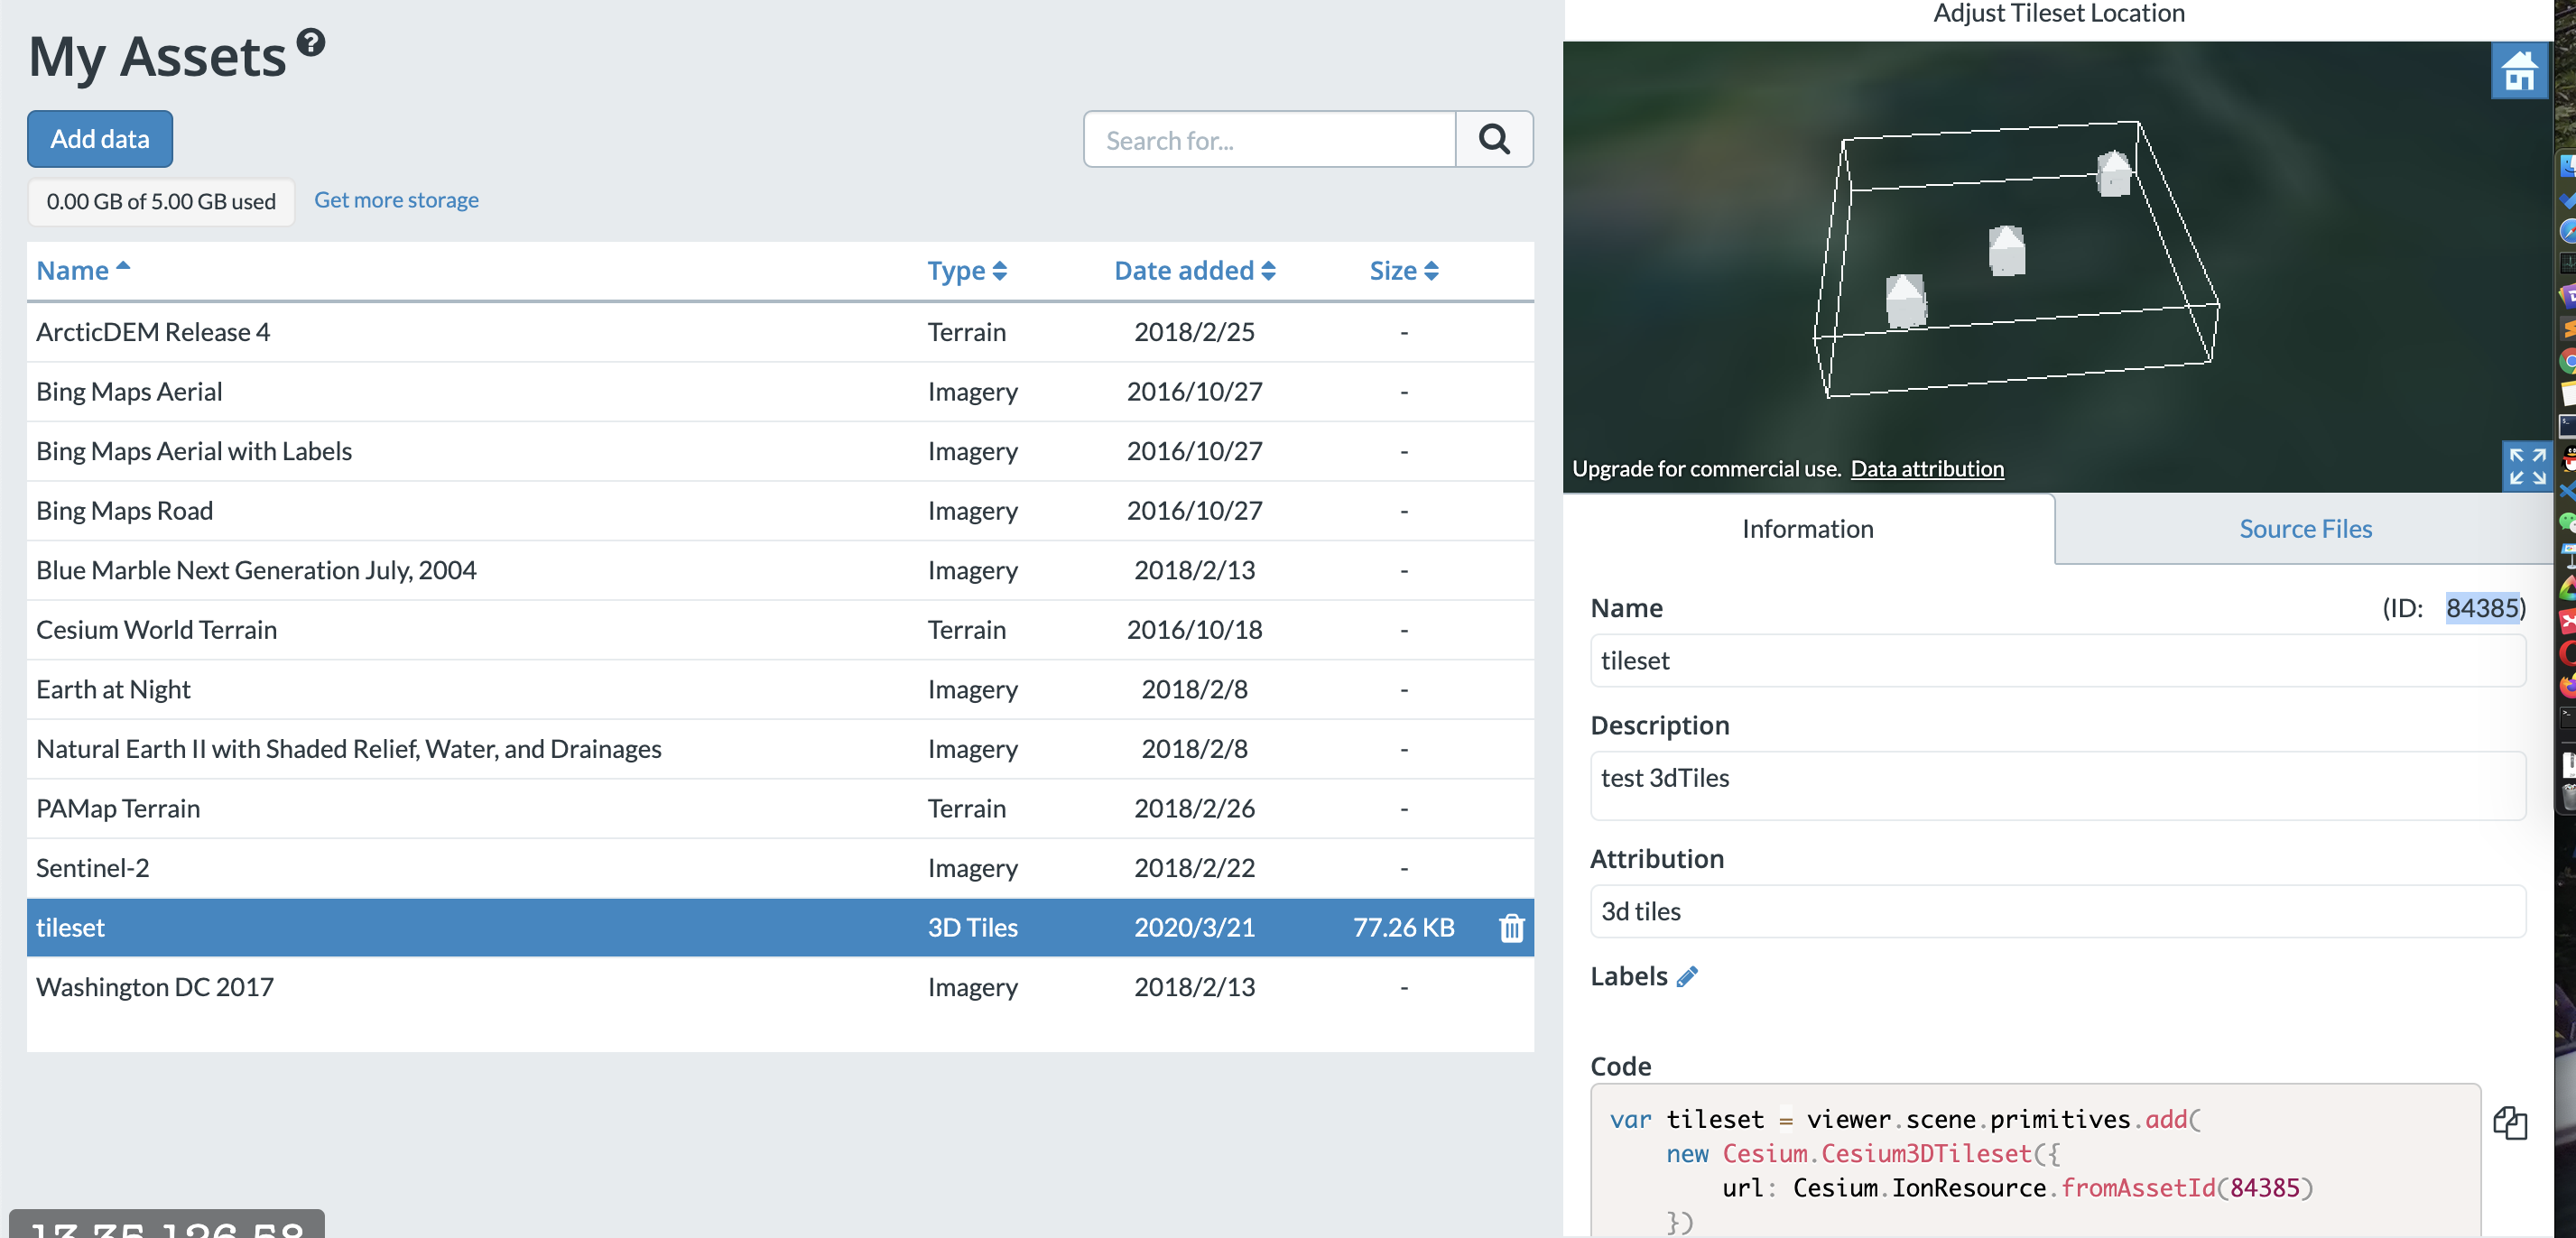 My Assets ?
Add data
Search for...
0.00 GB of 5.00 GB used Get more storage
Name Type Date added Size
ArcticDEM Release 4 Terrain 2018/2/25 -
Bing Maps Aerial Imagery 2016/10/27 -
Bing Maps Aerial with Labels Imagery 2016/10/27 -
Bing Maps Road Imagery 2016/10/27 -
Blue Marble Next Generation July, 2004 Imagery 2018/2/13 -
Cesium World Terrain Terrain 2016/10/18 -
Earth at Night Imagery 2018/2/8 -
Natural Earth II with Shaded Relief, Water, and Drainages Imagery 2018/2/8 -
PAMap Terrain Terrain 2018/2/26 -
Sentinel-2 Imagery 2018/2/22 -
tileset 3D Tiles 2020/3/21 77.26 KB
Washington DC 2017 Imagery 2018/2/13 -
Adjust Tileset Location
Upgrade for commercial use. Data attribution
Information Source Files
Name (ID: 84385)
tileset
Description
test 3dTiles
Attribution
3d tiles
Labels
Code
var tileset = viewer.scene.primitives.add(
new Cesium.Cesium3DTileset({
url: Cesium.IonResource.fromAssetId(84385)
})